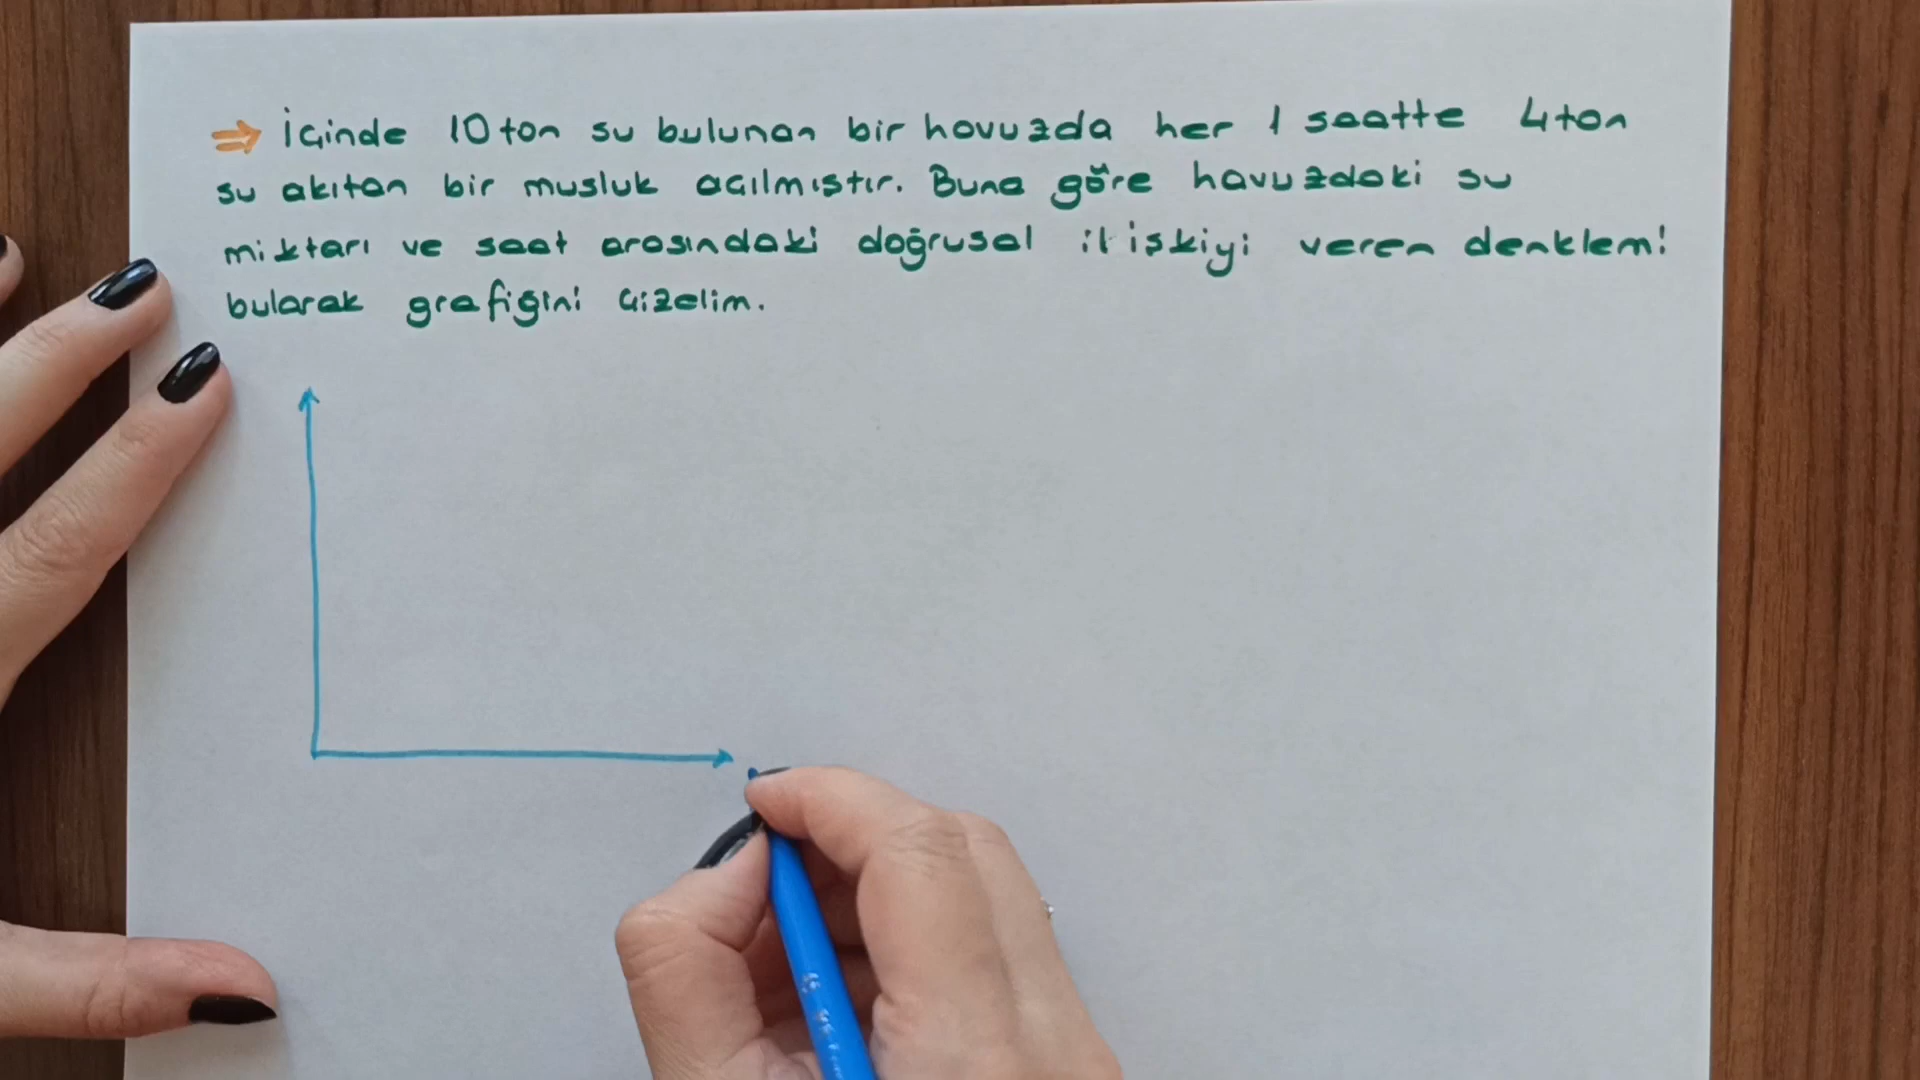 ⇒ İçinde 10 ton su bulunan bir havuzda her 1 saatte 4 ton
su akıtan bir musluk açılmıştır. Buna göre havuzdaki su
miktarı ve saat arasındaki doğrusal ilişkiyi veren denklemi
bularak grafiğini çizelim.